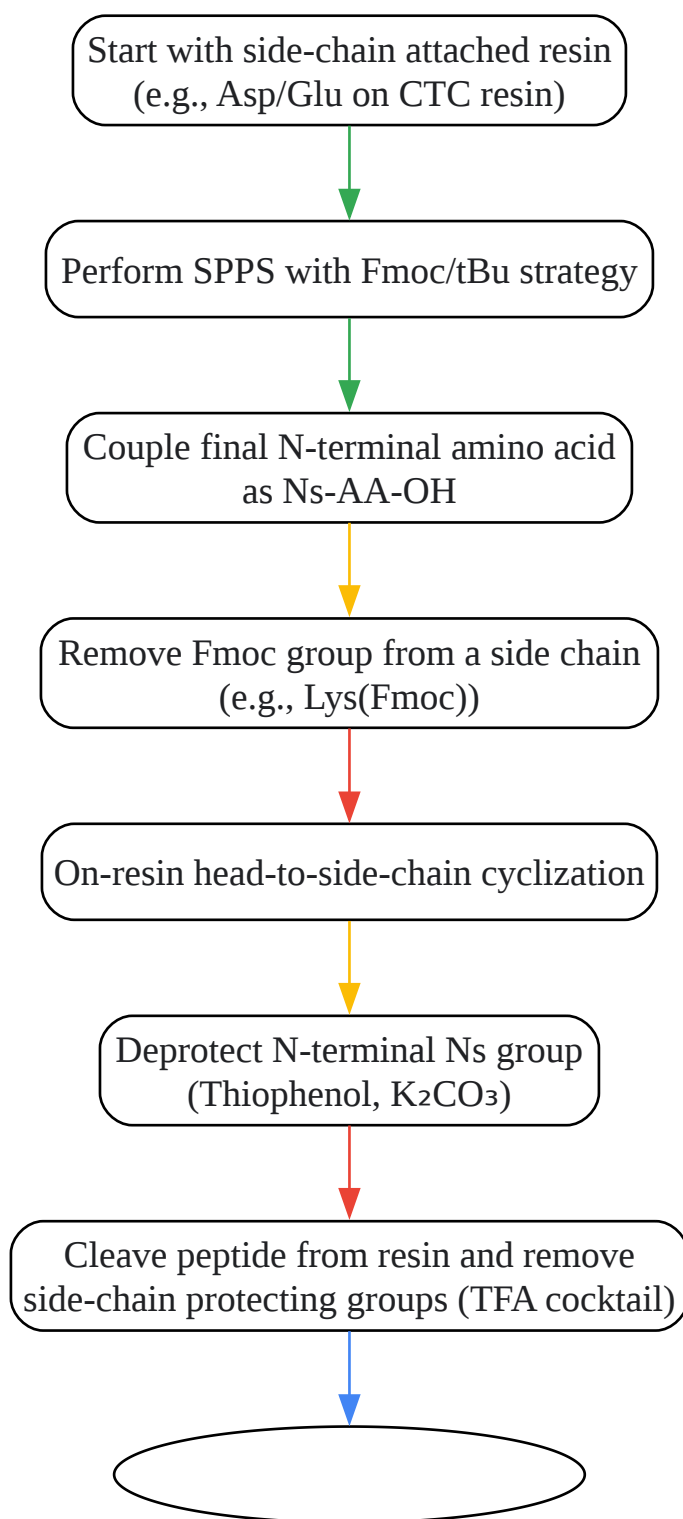 Start with side-chain attached resin
(e.g., Asp/Glu on CTC resin)
Perform SPPS with Fmoc/tBu strategy
Couple final N-terminal amino acid
as Ns-AA-OH
Remove Fmoc group from a side chain
(e.g., Lys(Fmoc))
On-resin head-to-side-chain cyclization
Deprotect N-terminal Ns group
(Thiophenol, K₂CO₃)
Cleave peptide from resin and remove
side-chain protecting groups (TFA cocktail)